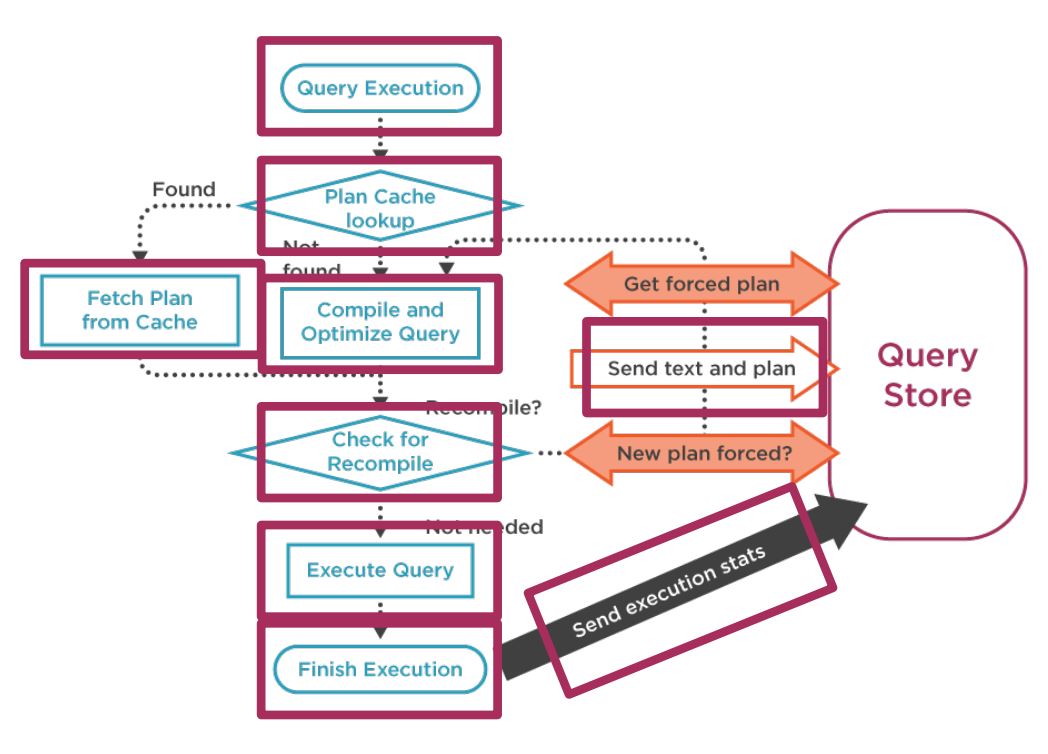 Query Execution
Found
Plan Cache
lookup
Not
found
Fetch Plan
from Cache
Compile and
Optimize Query
Get forced plan
Send text and plan
Query
Store
Recompile?
Check for
Recompile
New plan forced?
Not needed
Execute Query
Send execution stats
Finish Execution